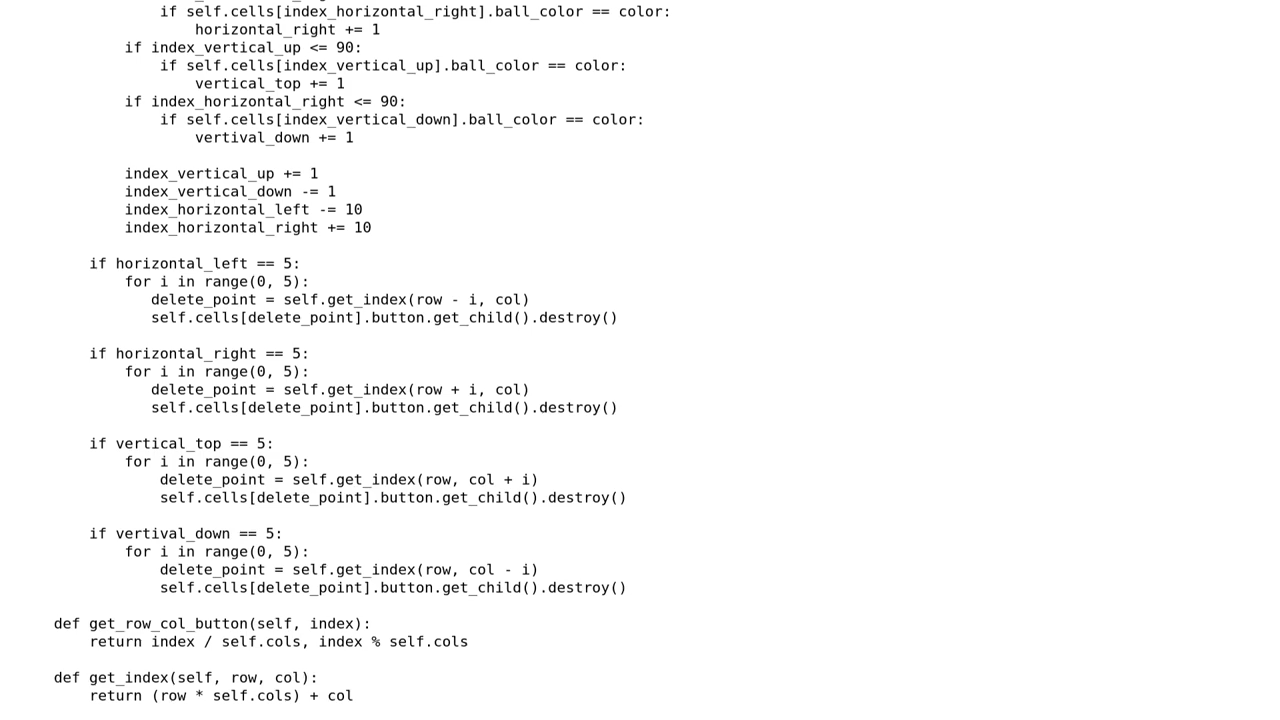 if self.cells[index_horizontal_right].ball_color == color:
horizontal_right += 1
if index_vertical_up <= 90:
if self.cells[index_vertical_up].ball_color == color:
vertical_top += 1
if index_horizontal_right <= 90:
if self.cells[index_vertical_down].ball_color == color:
vertival_down += 1
index_vertical_up += 1
index_vertical_down -= 1
index_horizontal_left -= 10
index_horizontal_right += 10
if horizontal_left == 5:
for i in range(0, 5):
delete_point = self.get_index(row - i, col)
self.cells[delete_point].button.get_child().destroy()
if horizontal_right == 5:
for i in range(0, 5):
delete_point = self.get_index(row + i, col)
self.cells[delete_point].button.get_child().destroy()
if vertical_top == 5:
for i in range(0, 5):
delete_point = self.get_index(row, col + i)
self.cells[delete_point].button.get_child().destroy()
if vertival_down == 5:
for i in range(0, 5):
delete_point = self.get_index(row, col - i)
self.cells[delete_point].button.get_child().destroy()
def get_row_col_button(self, index):
return index / self.cols, index % self.cols
def get_index(self, row, col):
return (row * self.cols) + col